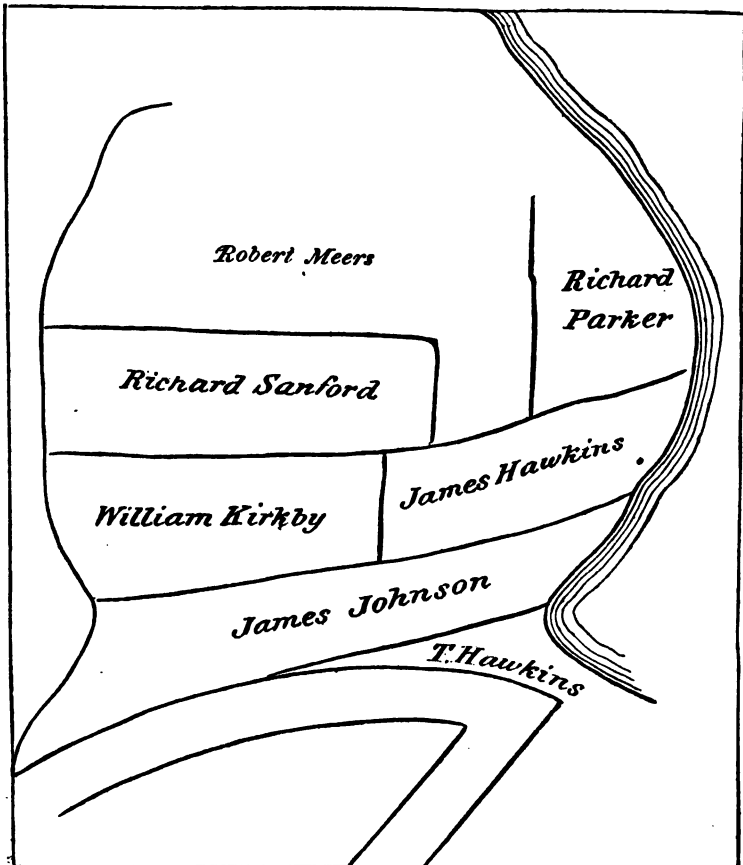 Robert Meers
Richard
Parker
Richard Sanford
James Hawkins
William Kirkby
James Johnson
T. Hawkins